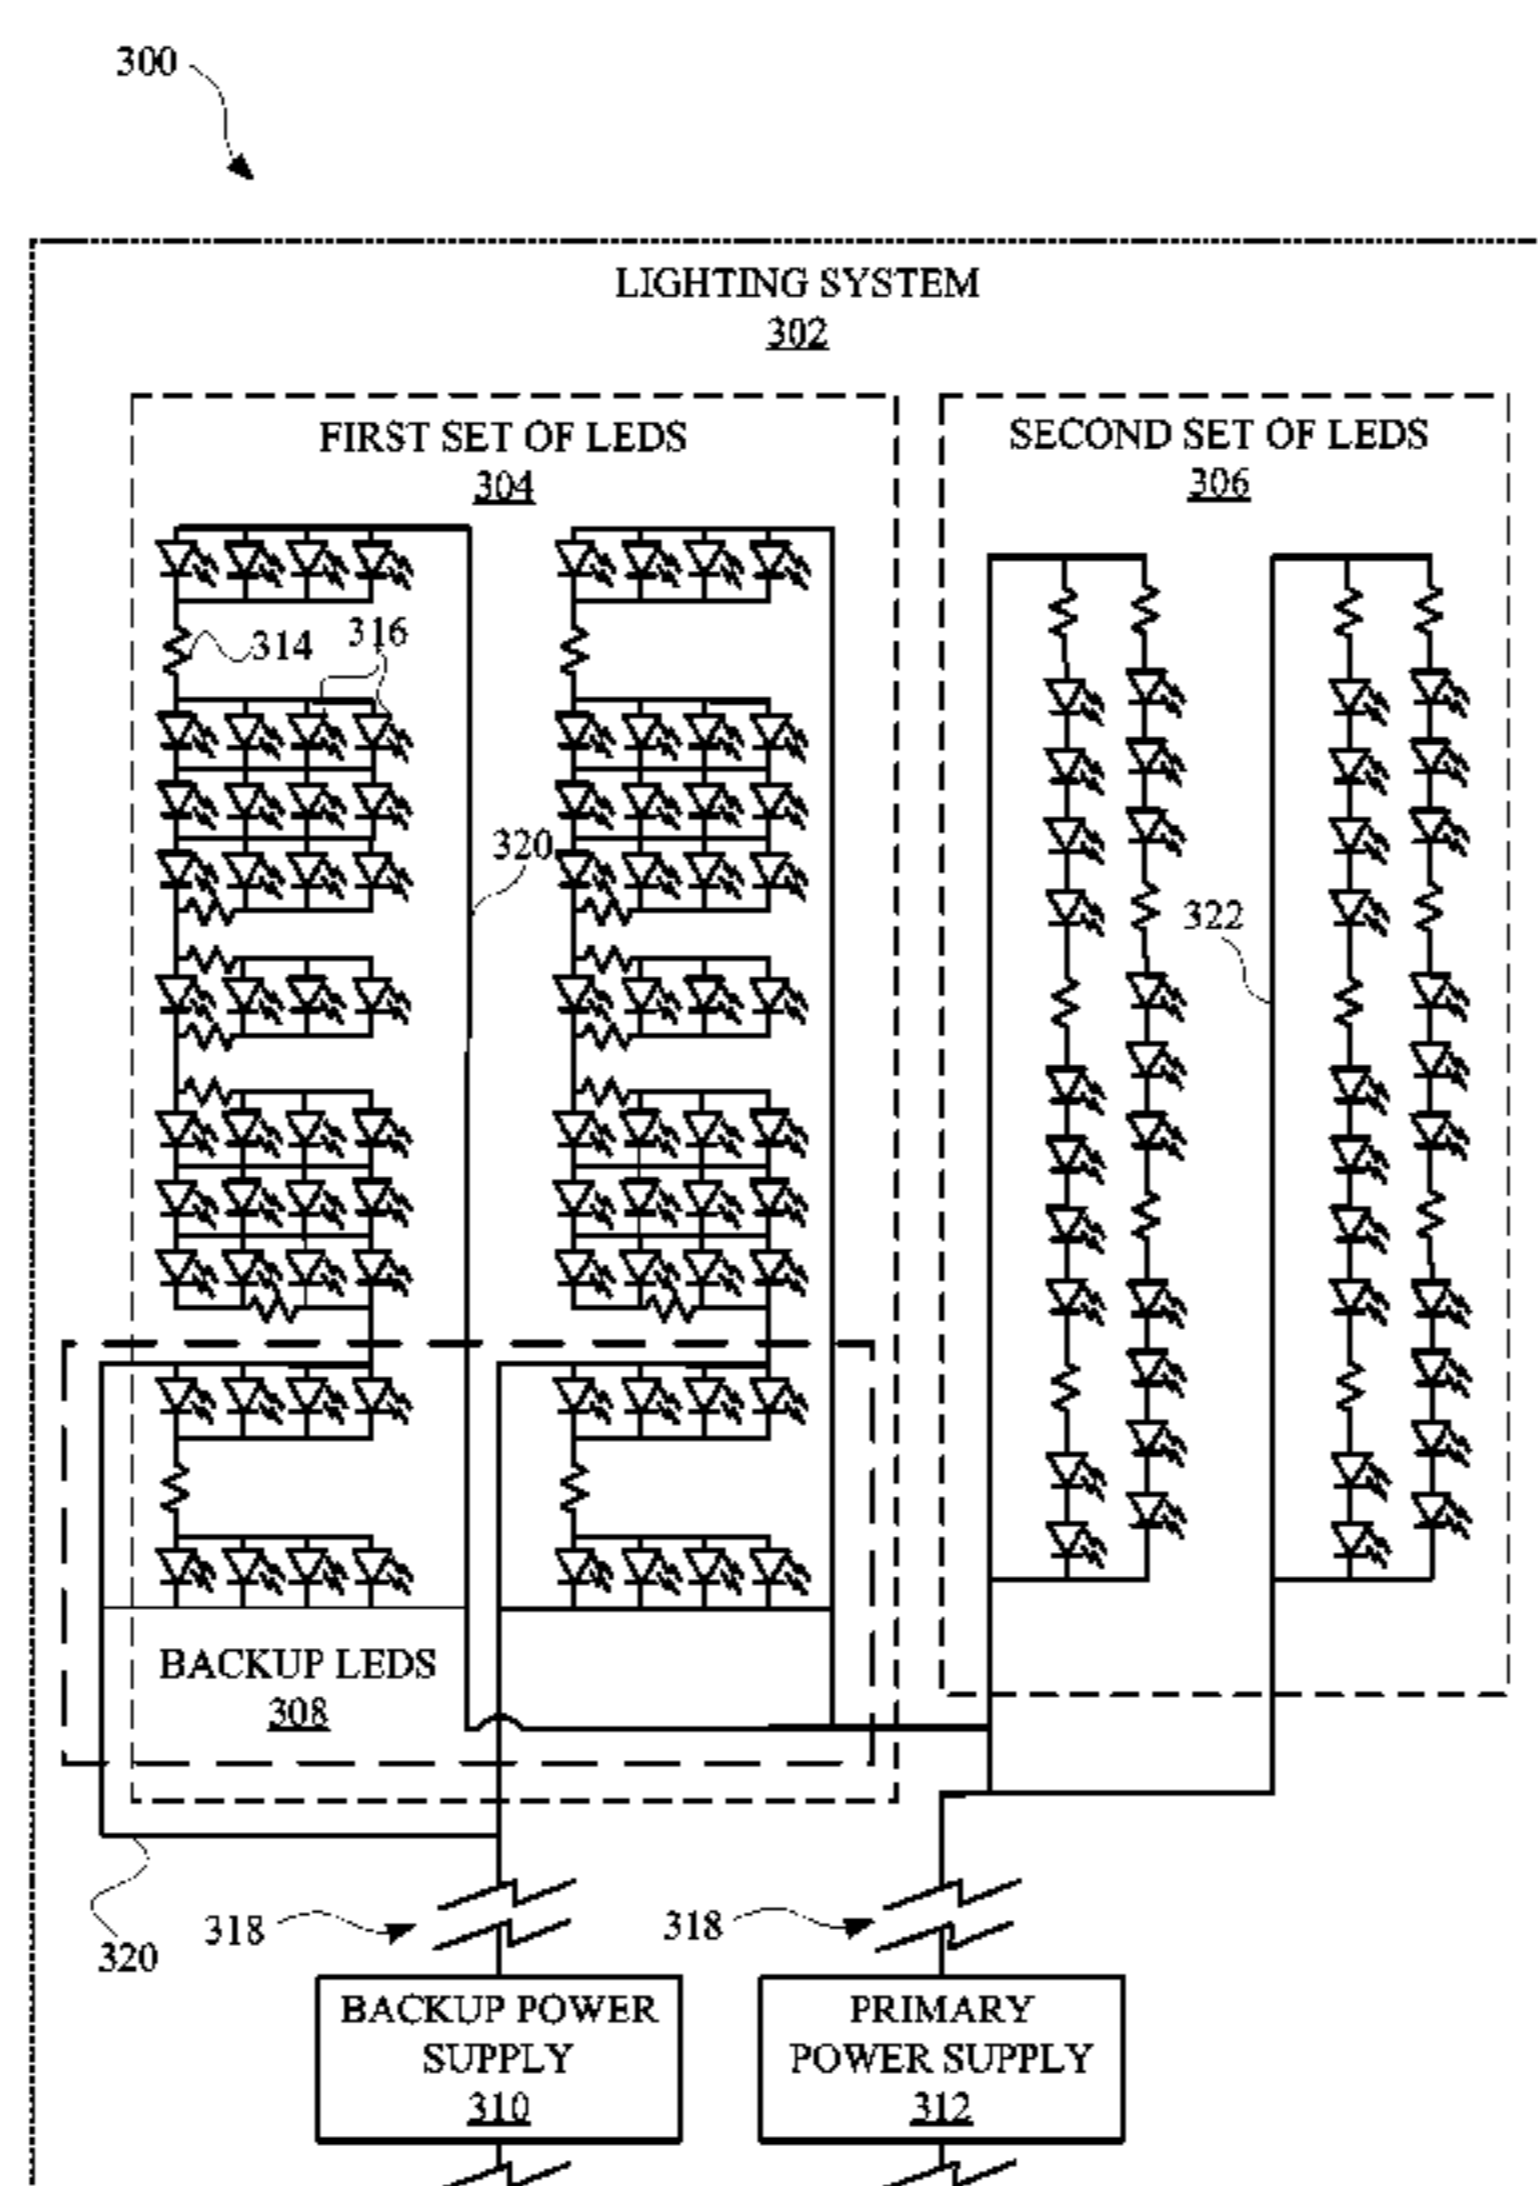 300
LIGHTING SYSTEM
302
FIRST SET OF LEDS
304
SECOND SET OF LEDS
306
314
316
320
322
BACKUP LEDS
308
318
318
320
BACKUP POWER
SUPPLY
310
PRIMARY
POWER SUPPLY
312